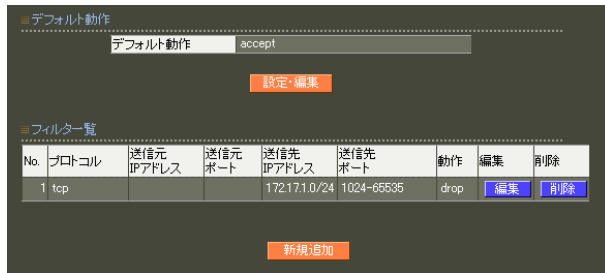 デフォルト動作
デフォルト動作 accept
設定・編集
フィルタ一覧
No. プロトコル 送信元 IPアドレス 送信元 ポート 送信先 IPアドレス 送信先 ポート 動作 編集 削除
1 tcp 172.17.1.0/24 1024-65535 drop 編集 削除
新規追加